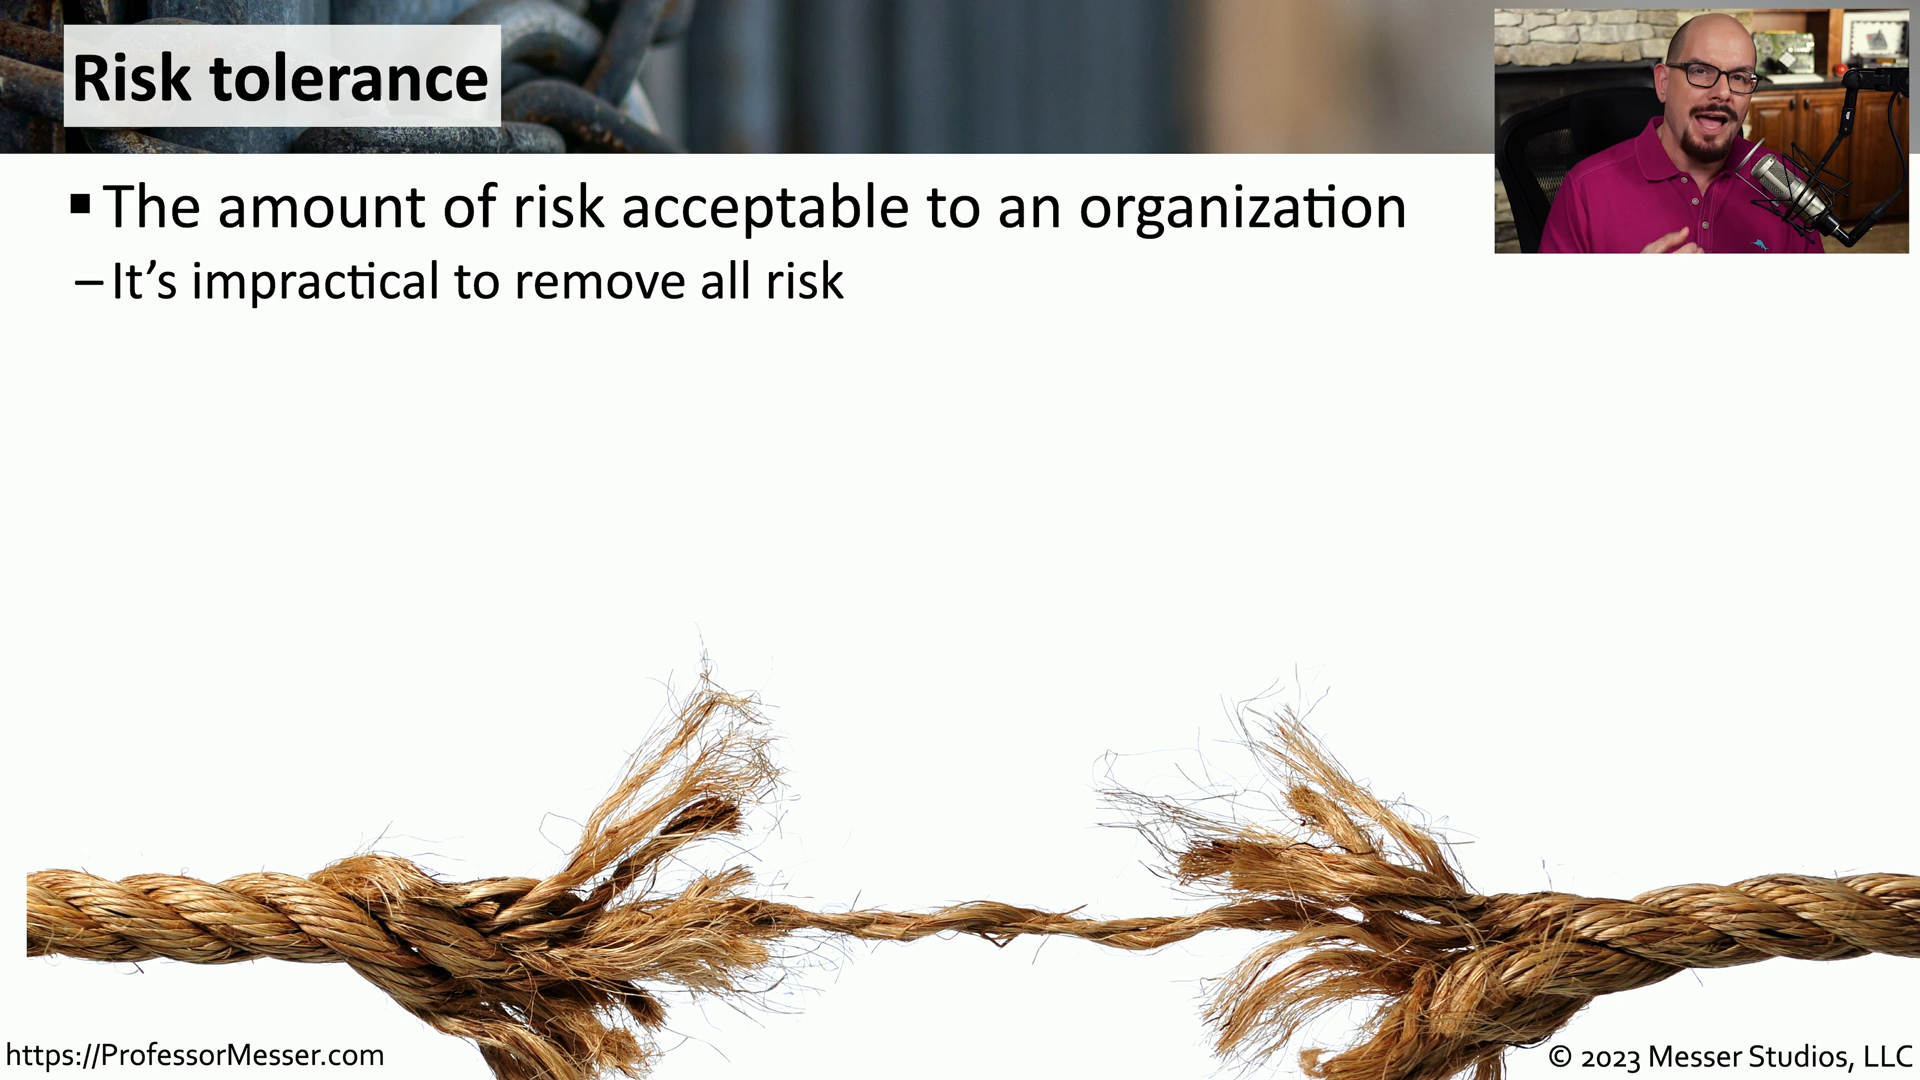 Risk tolerance
▪ The amount of risk acceptable to an organization
– It’s impractical to remove all risk
https://ProfessorMesser.com
© 2023 Messer Studios, LLC